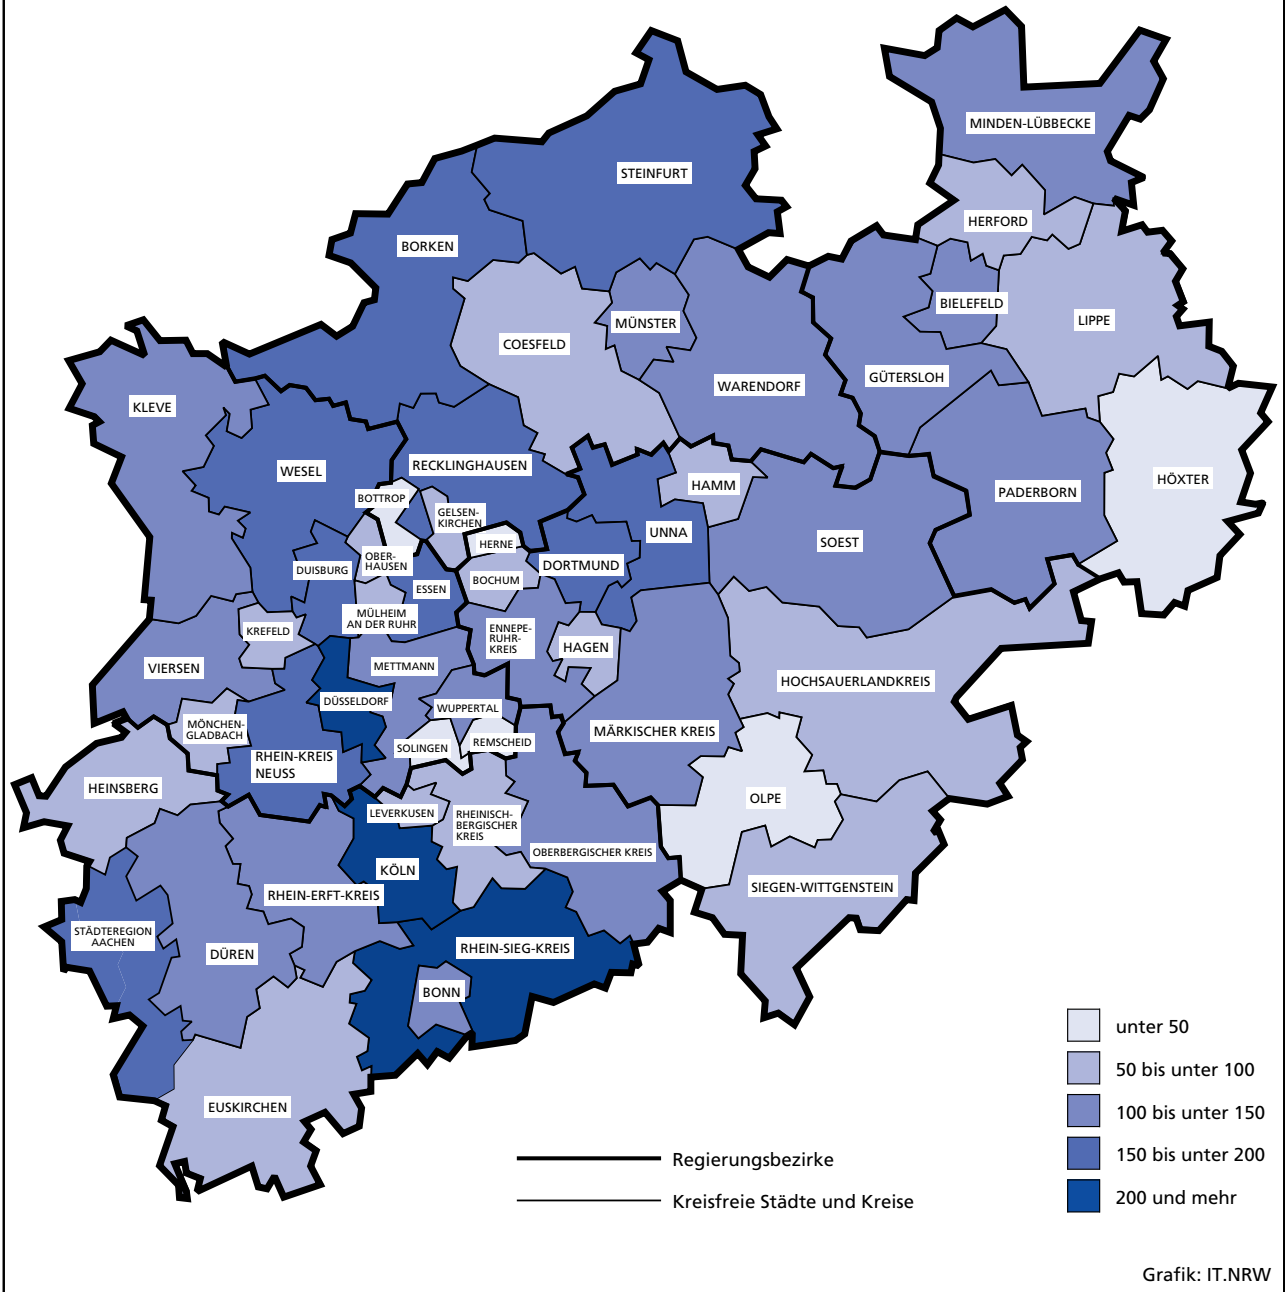 MINDEN-LÜBBECKE
STEINFURT
HERFORD
BORKEN
BIELEFELD
LIPPE
MÜNSTER
COESFELD
GÜTERSLOH
WARENDORF
KLEVE
RECKLINGHAUSEN
WESEL
HÖXTER
HAMM
PADERBORN
BOTTROP
GELSEN-
KIRCHEN
UNNA
SOEST
HERNE
OBER-
HAUSEN
DORTMUND
DUISBURG
BOCHUM
ESSEN
MÜLHEIM
AN DER RUHR
KREFELD
ENNEPE-
RUHR-
KREIS
HAGEN
VIERSEN
METTMANN
HOCHSAUERLANDKREIS
DÜSSELDORF
WUPPERTAL
MÖNCHEN-
GLADBACH
MÄRKISCHER KREIS
SOLINGEN
REMSCHEID
RHEIN-KREIS
NEUSS
HEINSBERG
OLPE
LEVERKUSEN
RHEINISCH-
BERGISCHER
KREIS
OBERBERGISCHER KREIS
KÖLN
SIEGEN-WITTGENSTEIN
RHEIN-ERFT-KREIS
STÄDTEREGION
AACHEN
RHEIN-SIEG-KREIS
DÜREN
BONN
EUSKIRCHEN
unter 50
50 bis unter 100
100 bis unter 150
150 bis unter 200
200 und mehr
Regierungsbezirke
Kreisfreie Städte und Kreise
Grafik: IT.NRW